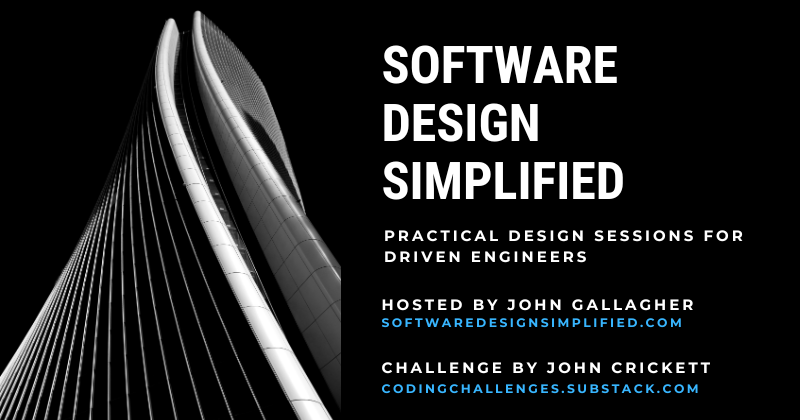 SOFTWARE
DESIGN
SIMPLIFIED
PRACTICAL DESIGN SESSIONS FOR
DRIVEN ENGINEERS
HOSTED BY JOHN GALLAGHER
SOFTWAREDESIGNSIMPLIFIED.COM
CHALLENGE BY JOHN CRICKETT
CODINGCHALLENGES.SUBSTACK.COM